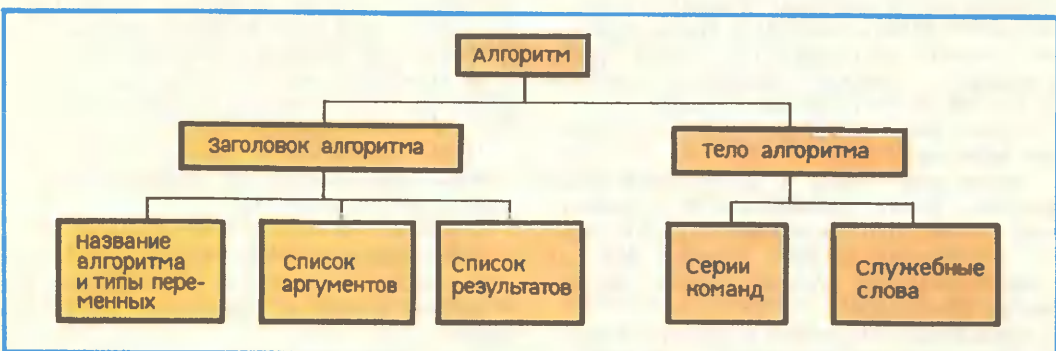 Алгоритм
Заголовок алгоритма
Тело алгоритма
Название
алгоритма
и типы пере-
менных
Список
аргументов
Список
результатов
Серии
команд
Служебные
слова